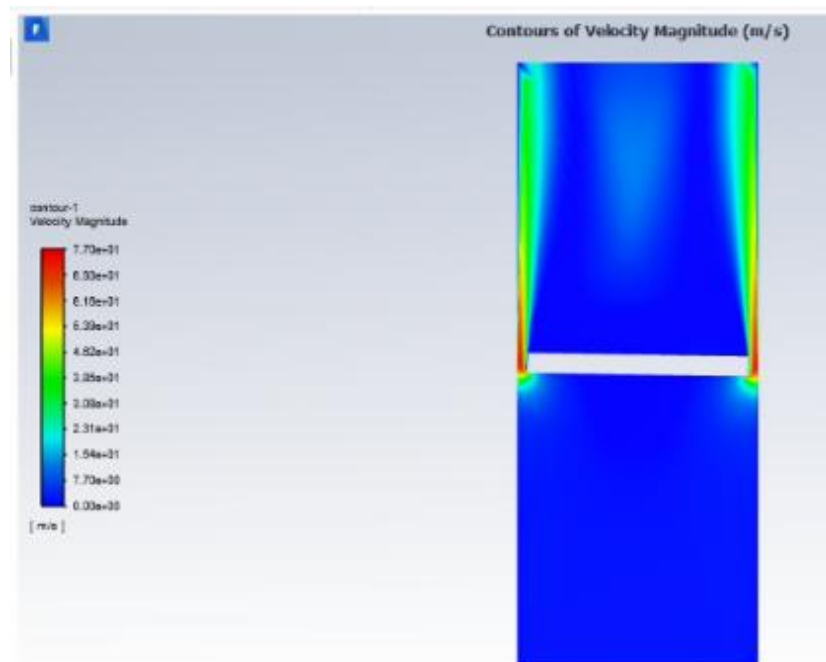 Contours of Velocity Magnitude (m/s)
contour-1
Velocity Magnitude
7.70e+01
6.93e+01
6.16e+01
5.39e+01
4.62e+01
3.85e+01
3.08e+01
2.31e+01
1.54e+01
7.70e+00
0.00e+00
[ m/s ]